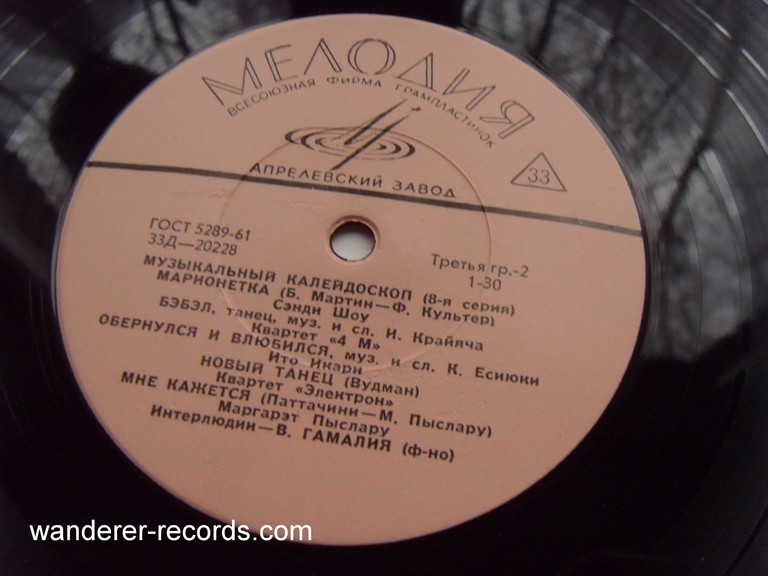 МЕЛОДИЯ
ВСЕСОЮЗНАЯ ФИРМА ГРАМПЛАСТИНОК
АПРЕЛЕВСКИЙ ЗАВОД
33
ГОСТ 5289-61
33Д—20228
Третья гр.-2
1-30
МУЗЫКАЛЬНЫЙ КАЛЕЙДОСКОП (8-я серия)
МАРИОНЕТКА (Б. Мартин—Ф. Культер)
Сэнди Шоу
БЭБЭЛ, танец, муз. и сл. И. Крайяча
Квартет «4 М»
ОБЕРНУЛСЯ И ВЛЮБИЛСЯ, муз. и сл. К. Есиюки
Ито Икари
НОВЫЙ ТАНЕЦ (Вудман)
Квартет «Электрон»
МНЕ КАЖЕТСЯ (Паттачини—М. Пыслару)
Маргарэт Пыслару
Интерлюдии—В. ГАМАЛИЯ (ф-но)
wanderer-records.com